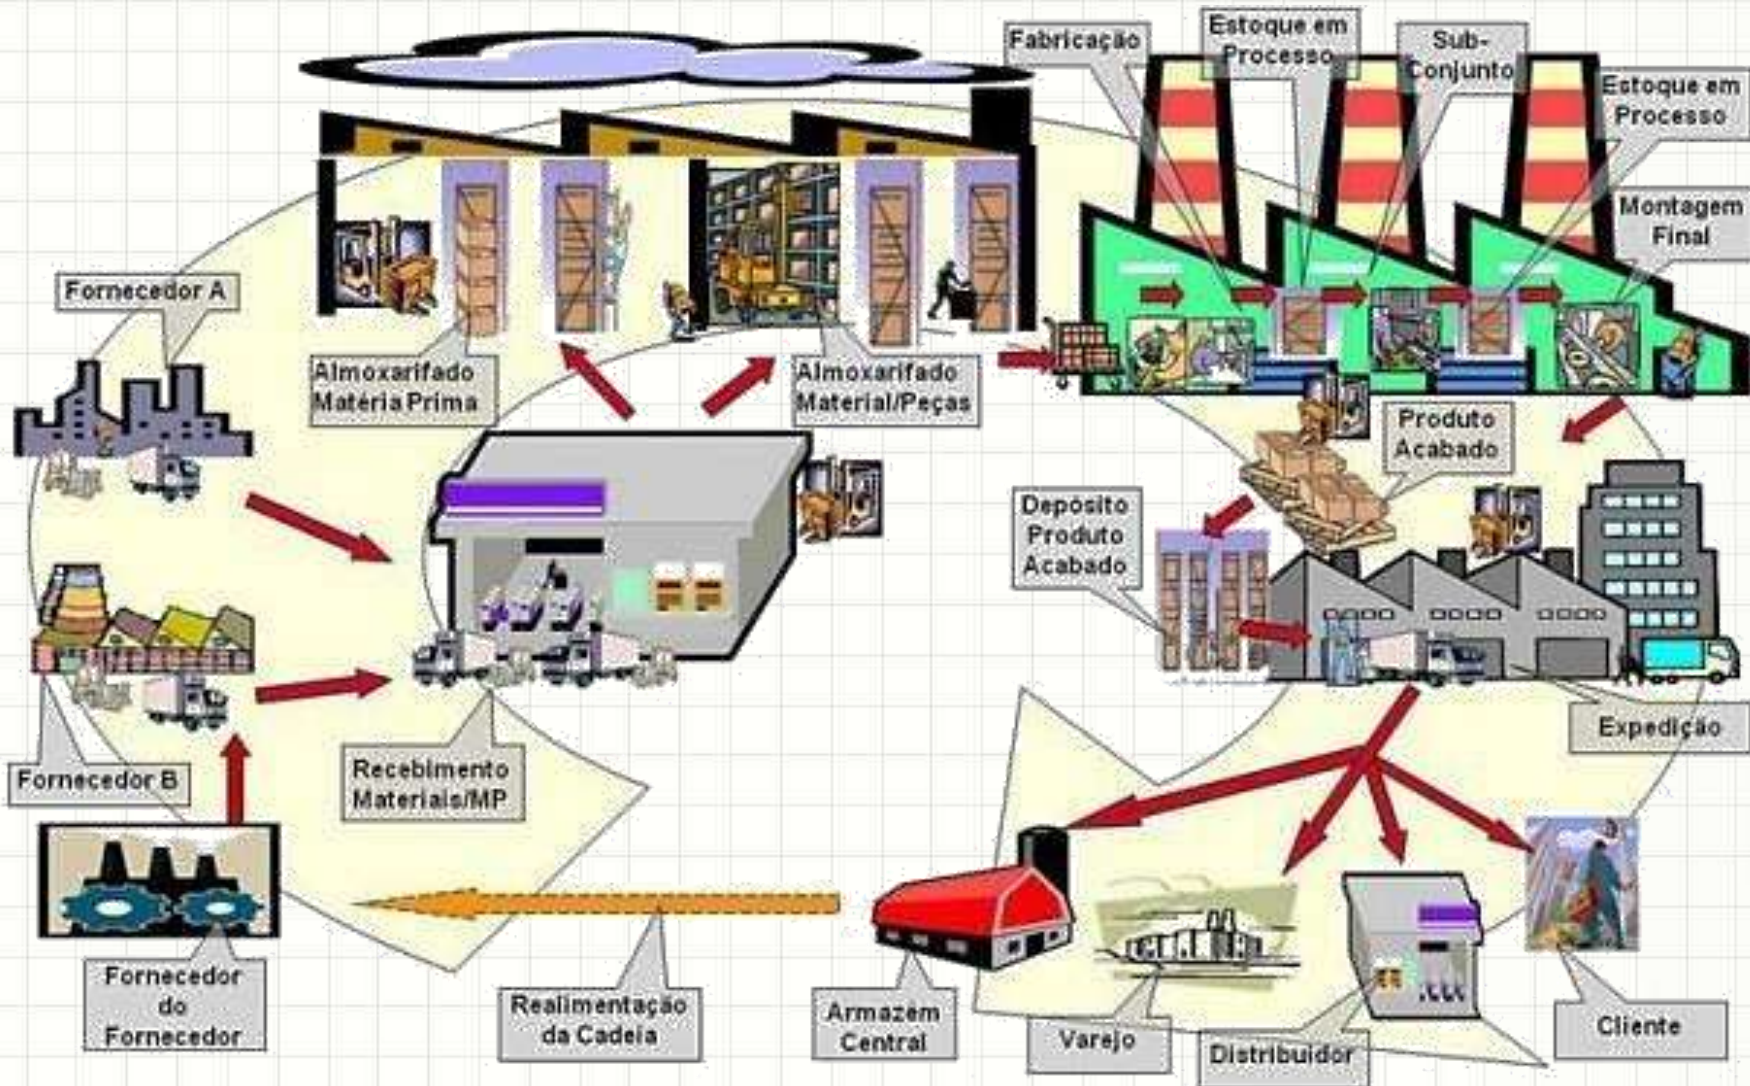 Fabricação
Estoque em
Processo
Sub-
Conjunto
Estoque em
Processo
Montagem
Final
Fornecedor A
Almoxarifado
Matéria Prima
Almoxarifado
Material/Peças
Produto
Acabado
Depósito
Produto
Acabado
Fornecedor B
Recebimento
Materiais/MP
Expedição
Fornecedor
do
Fornecedor
Realimentação
da Cadeia
Armazém
Central
Varejo
Distribuidor
Cliente